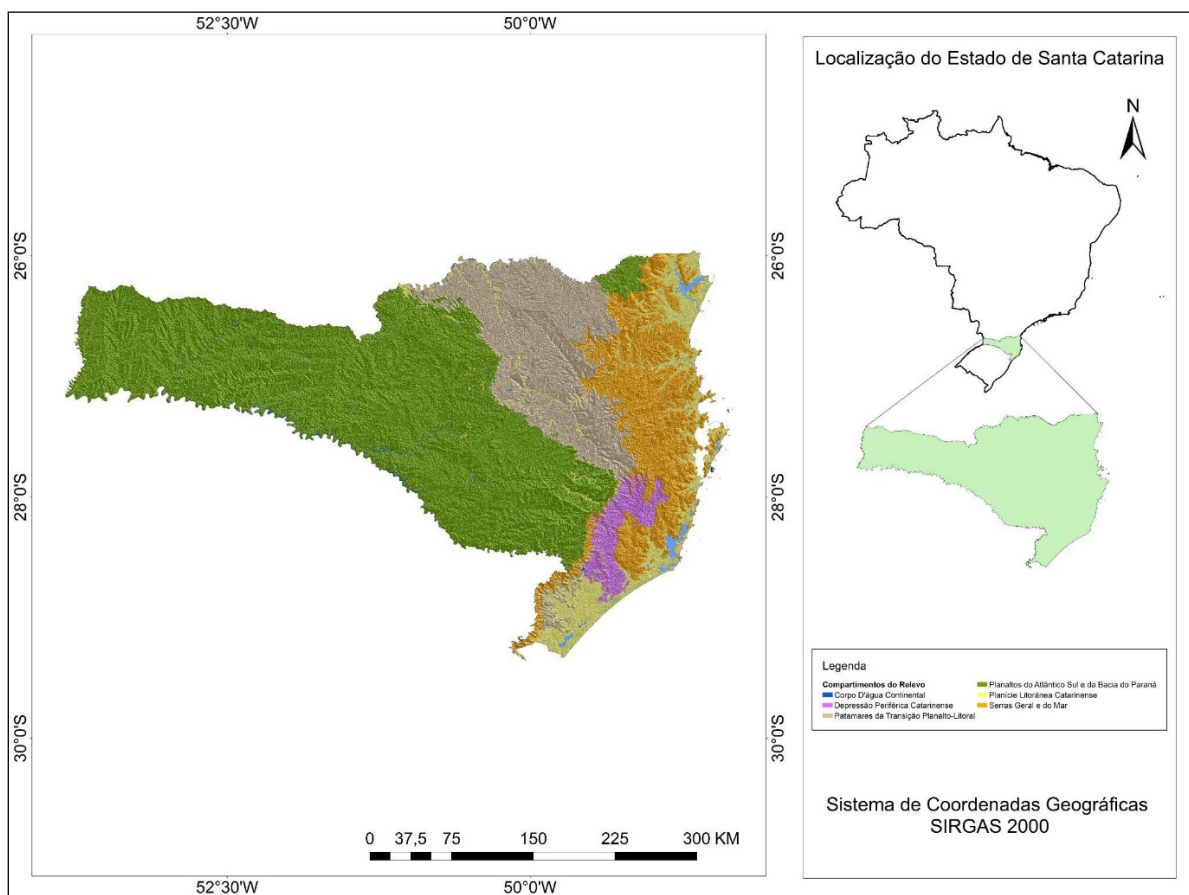 52°30'W 50°0'W
26°0'S 26°0'S
28°0'S 28°0'S
30°0'S 30°0'S
0 37,5 75 150 225 300 KM
52°30'W 50°0'W
Localização do Estado de Santa Catarina
N
Legenda
Compartimentos do Relevo
Corpo D'água Continental
Depressão Periférica Catarinense
Patamares da Transição Planalto-Litoral
Planaltos do Atlântico Sul e da Bacia do Paraná
Planície Litorânea Catarinense
Serras Geral e do Mar
Sistema de Coordenadas Geográficas
SIRGAS 2000